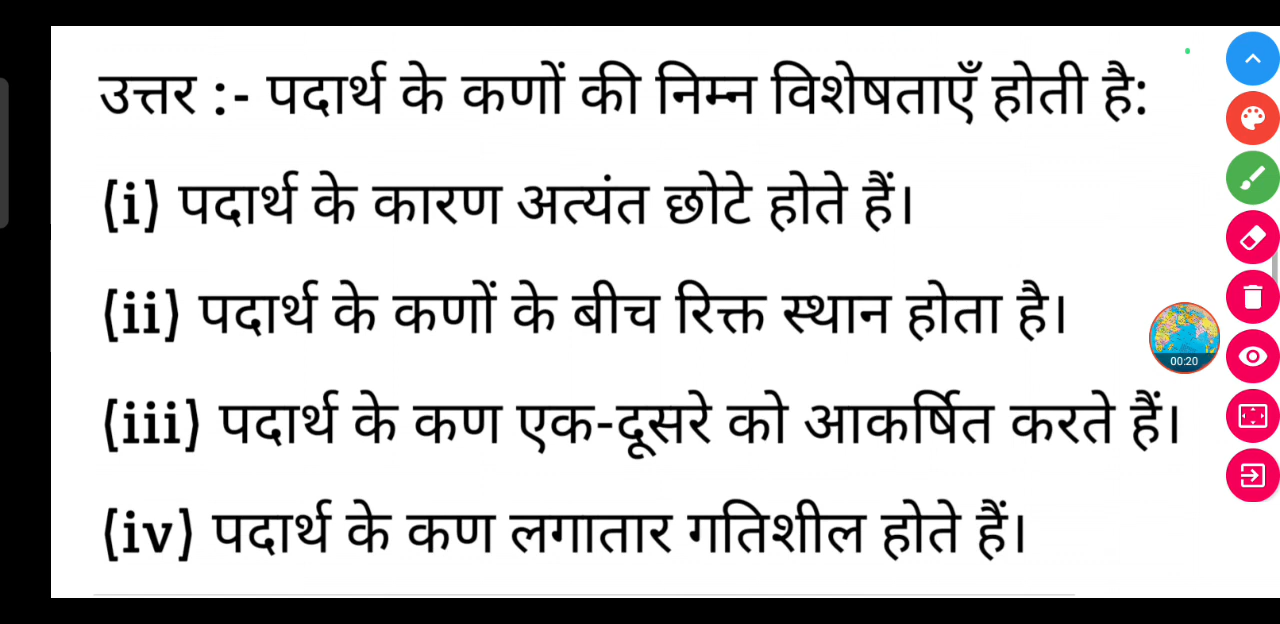 उत्तर :- पदार्थ के कणों की निम्न विशेषताएँ होती है:
(i) पदार्थ के कारण अत्यंत छोटे होते हैं।
(ii) पदार्थ के कणों के बीच रिक्त स्थान होता है।
00:20
(iii) पदार्थ के कण एक-दूसरे को आकर्षित करते हैं।
(iv) पदार्थ के कण लगातार गतिशील होते हैं।